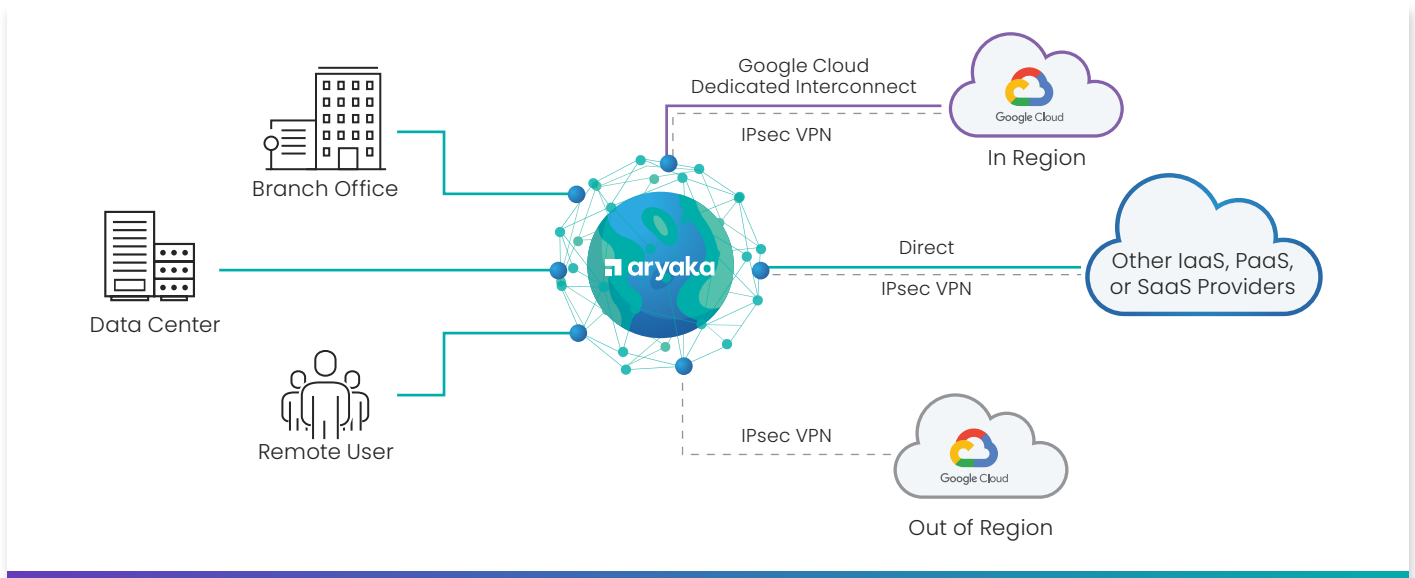 Google Cloud
Dedicated Interconnect
IPsec VPN
Google Cloud
In Region
Branch Office
aryaka
Direct
IPsec VPN
Other IaaS, PaaS,
or SaaS Providers
Data Center
Remote User
IPsec VPN
Google Cloud
Out of Region